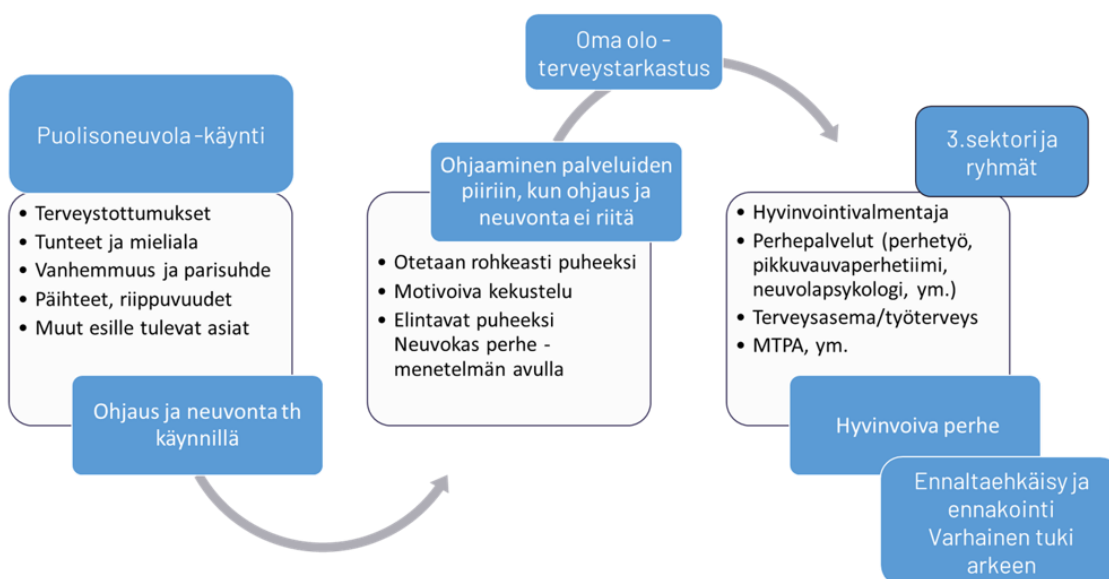 Puolisoneuvola-käynti
• Terveystottumukset
• Tunteet ja mieliala
• Vanhemmuus ja parisuhde
• Päihteet, riippuvuudet
• Muut esille tulevat asiat
Ohjaus ja neuvonta th
käynnillä
Oma olo -
terveystarkastus
Ohjaaminen palveluiden
piiriin, kun ohjaus ja
neuvonta ei riitä
• Otetaan rohkeasti puheeksi
• Motivoiva kekustelu
• Elintavat puheeksi
Neuvokas perhe -
menetelmän avulla
3.sektori ja
ryhmät
• Hyvinvointivalmentaja
• Perhepalvelut (perhetyö,
pikkuvauvaperhetiimi,
neuvolapsykologi, ym.)
• Terveysasema/työterveys
• MTPA, ym.
Hyvinvoiva perhe
Ennaltaehkäisy ja
ennakointi
Varhainen tuki
arkeen